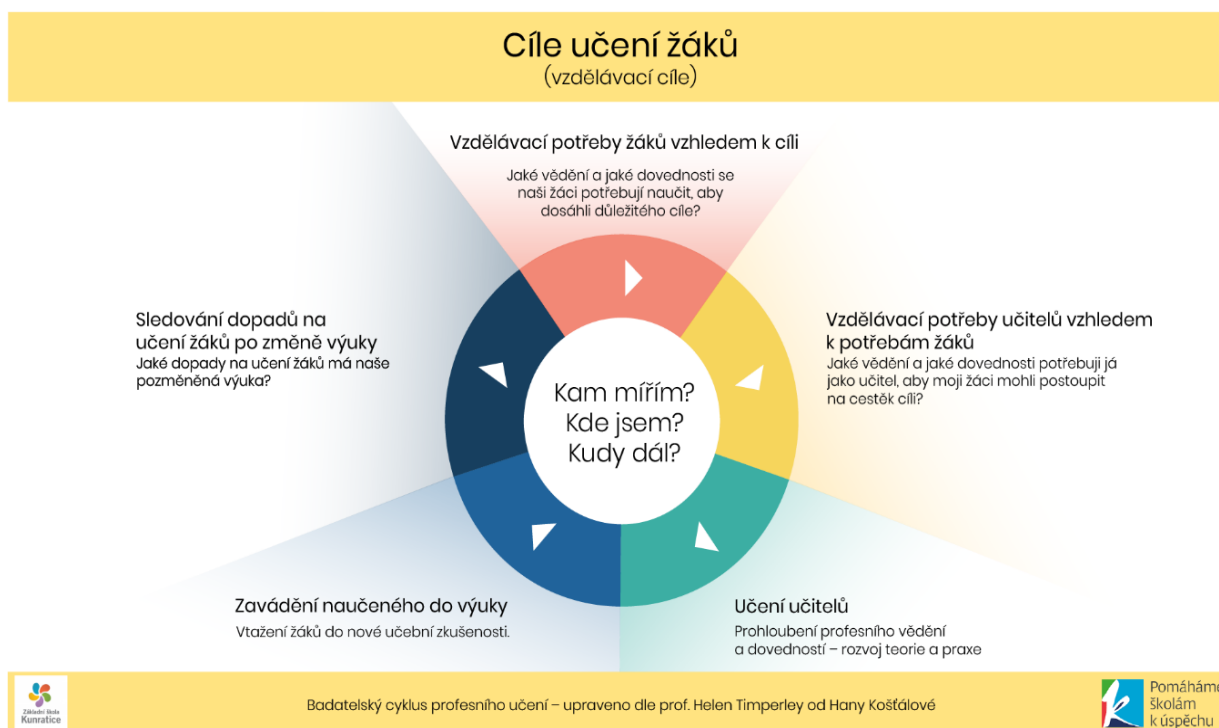 Cíle učení žáků
(vzdělávací cíle)
Vzdělávací potřeby žáků vzhledem k cíli
Jaké vědění a jaké dovednosti se
naši žáci potřebují naučit, aby
dosáhli důležitého cíle?
Vzdělávací potřeby učitelů vzhledem
k potřebám žáků
Jaké vědění a jaké dovednosti potřebuji já
jako učitel, aby moji žáci mohli postoupit
na cestěk cíli?
Učení učitelů
Prohloubení profesního vědění
a dovedností – rozvoj teorie a praxe
Zavádění naučeného do výuky
Vtažení žáků do nové učební zkušenosti.
Sledování dopadů na
učení žáků po změně výuky
Jaké dopady na učení žáků má naše
pozměněná výuka?
Kam mířím?
Kde jsem?
Kudy dál?
Základní škola
Kunratice
Badatelský cyklus profesního učení – upraveno dle prof. Helen Timperley od Hany Košťálové
Pomáháme
školám
k úspěchu